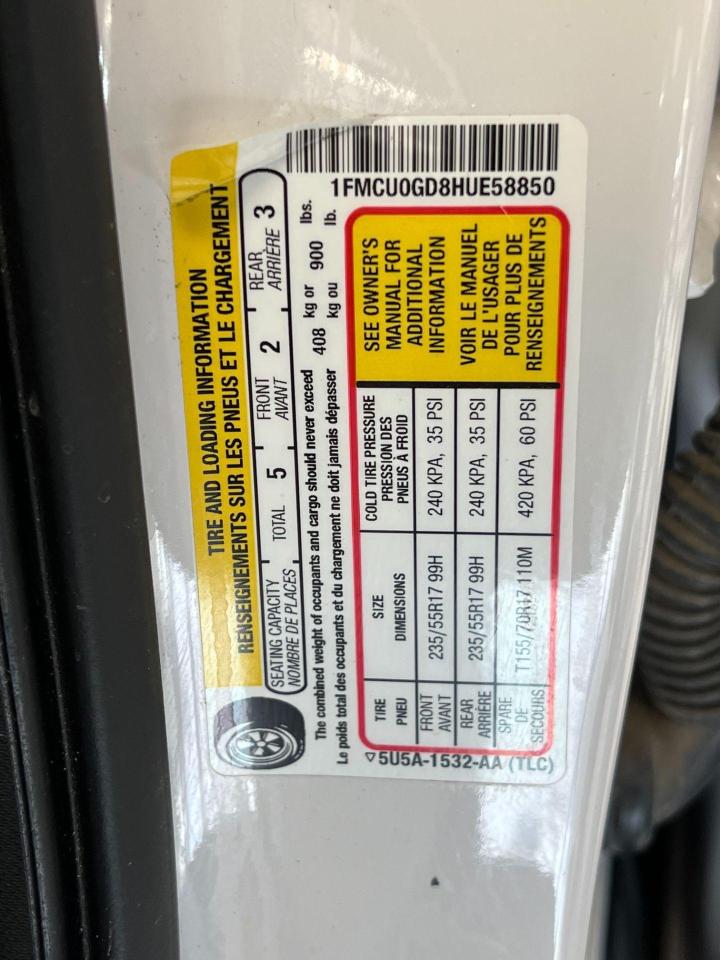 TIRE AND LOADING INFORMATION
RENSEIGNEMENTS SUR LES PNEUS ET LE CHARGEMENT
SEATING CAPACITY TOTAL 5 FRONT 2 REAR 3
NOMBRE DE PLACES AVANT ARRIÈRE
The combined weight of occupants and cargo should never exceed 408 kg or 900 lbs.
Le poids total des occupants et du chargement ne doit jamais dépasser kg ou lb.
1FMCU0GD8HUE58850
TIRE SIZE COLD TIRE PRESSURE
PNEU DIMENSIONS PRESSION DES
PNEUS À FROID
FRONT 235/55R17 99H 240 KPA, 35 PSI
AVANT
REAR 235/55R17 99H 240 KPA, 35 PSI
ARRIÈRE
SPARE T155/70R17 110M 420 KPA, 60 PSI
DE
SECOURS
SEE OWNER'S
MANUAL FOR
ADDITIONAL
INFORMATION
VOIR LE MANUEL
DE L'USAGER
POUR PLUS DE
RENSEIGNEMENTS
5U5A-1532-AA (TLC)